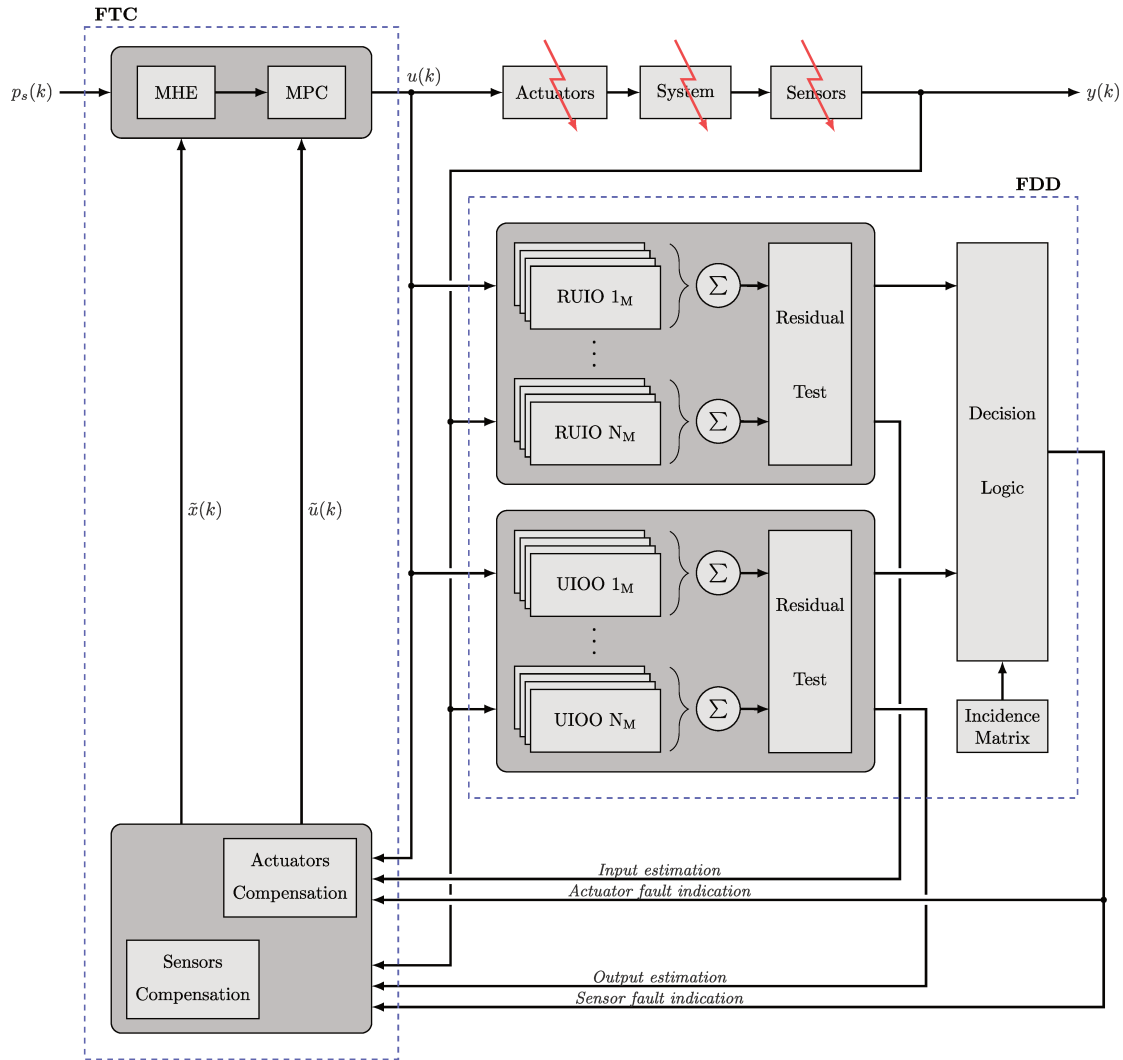 FTC
p_s(k)
MHE
MPC
u(k)
Actuators
System
Sensors
y(k)
FDD
RUIO 1_M
Σ
Residual
Test
⋮
RUIO N_M
Σ
Decision
Logic
x̃(k)
ũ(k)
UIOO 1_M
Σ
Residual
Test
⋮
UIOO N_M
Σ
Incidence
Matrix
Actuators
Compensation
Input estimation
Actuator fault indication
Sensors
Compensation
Output estimation
Sensor fault indication